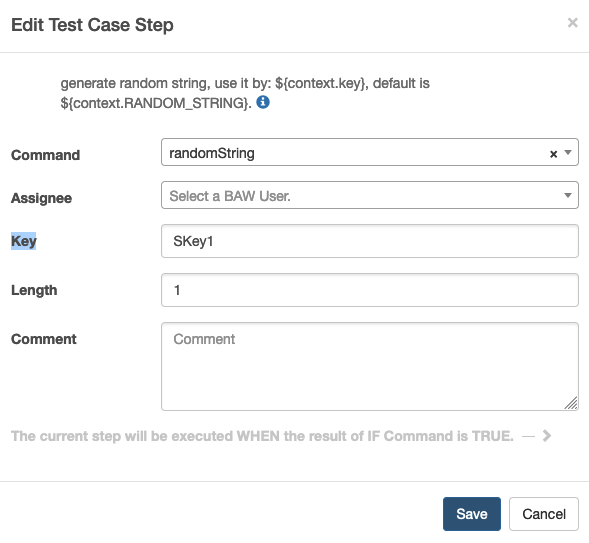 Edit Test Case Step
×
generate random string, use it by: ${context.key}, default is
${context.RANDOM_STRING}.
Command
randomString
×
Assignee
Select a BAW User.
Key
SKey1
Length
1
Comment
Comment
The current step will be executed WHEN the result of IF Command is TRUE.
Save
Cancel